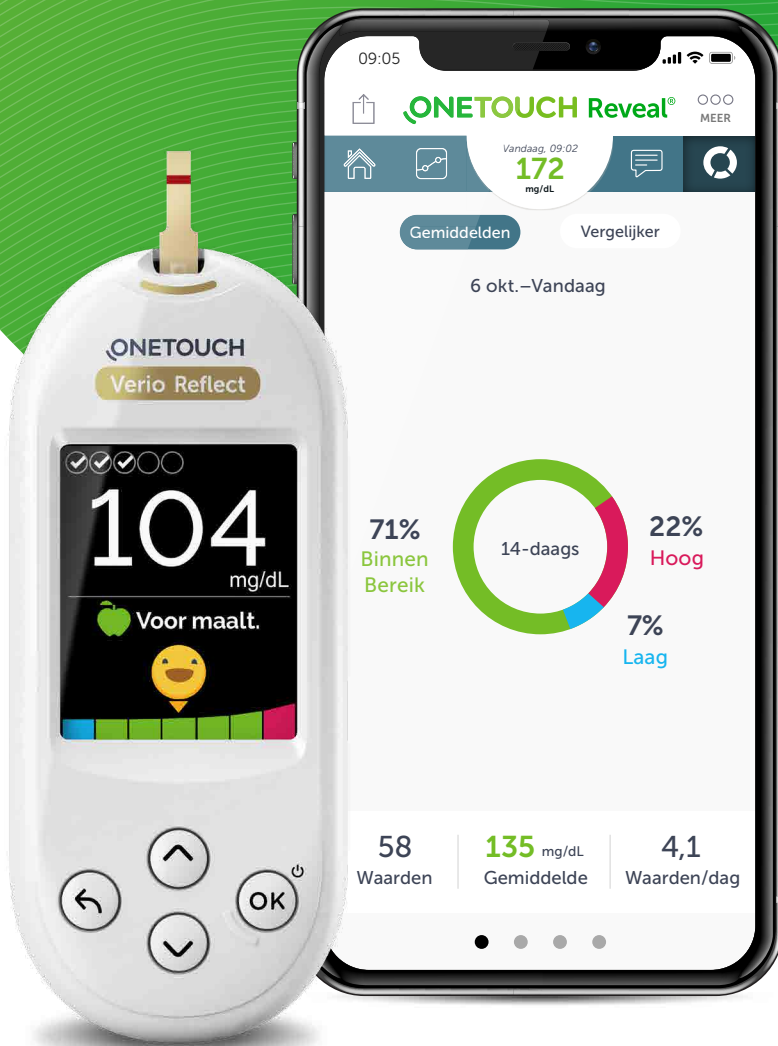 ONETOUCH
Verio Reflect
104
mg/dL
Voor maalt.
OK
09:05
ONETOUCH Reveal®
MEER
Vandaag, 09:02
172
mg/dL
Gemiddelden
Vergelijker
6 okt.–Vandaag
71%
Binnen
Bereik
14-daags
22%
Hoog
7%
Laag
58
Waarden
135 mg/dL
Gemiddelde
4,1
Waarden/dag